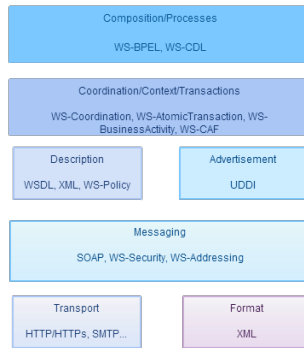 Composition/Processes
WS-BPEL, WS-CDL
Coordination/Context/Transactions
WS-Coordination, WS-AtomicTransaction, WS-
BusinessActivity, WS-CAF
Description
WSDL, XML, WS-Policy
Advertisement
UDDI
Messaging
SOAP, WS-Security, WS-Addressing
Transport
HTTP/HTTPs, SMTP...
Format
XML